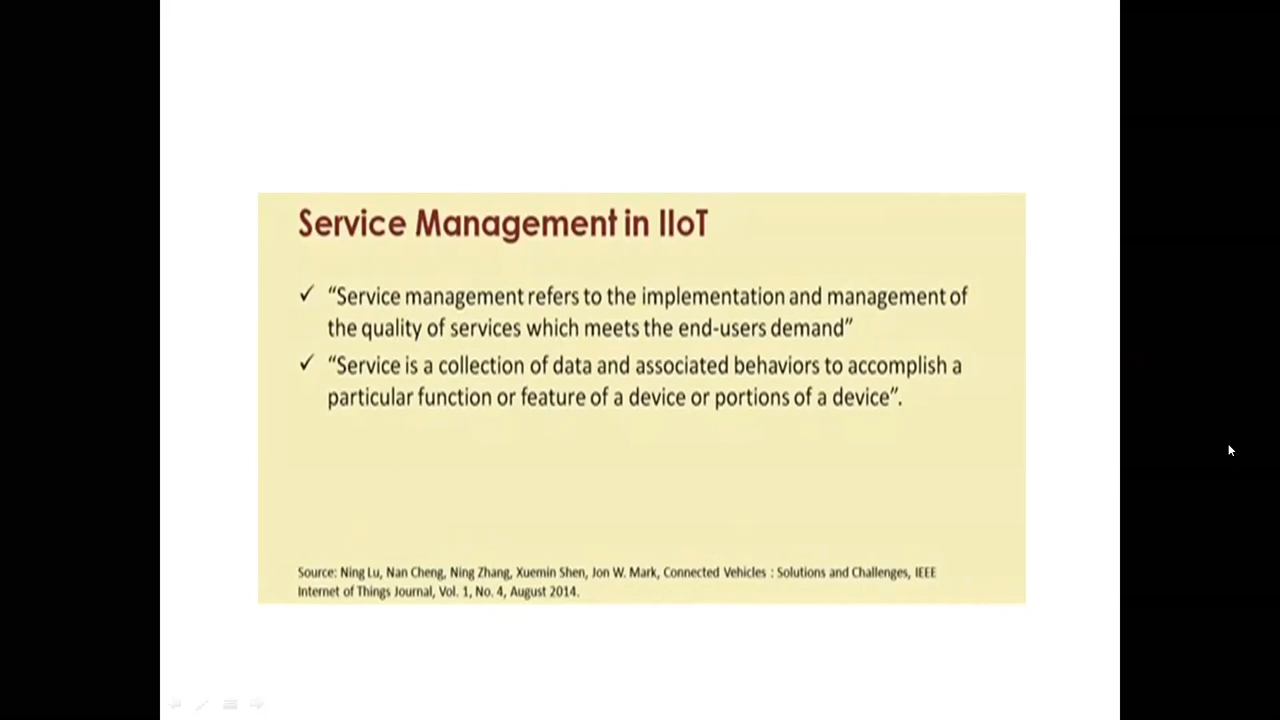 Service Management in IIoT
✓ “Service management refers to the implementation and management of
the quality of services which meets the end-users demand”
✓ “Service is a collection of data and associated behaviors to accomplish a
particular function or feature of a device or portions of a device”.
Source: Ning Lu, Nan Cheng, Ning Zhang, Xuemin Shen, Jon W. Mark, Connected Vehicles : Solutions and Challenges, IEEE
Internet of Things Journal, Vol. 1, No. 4, August 2014.